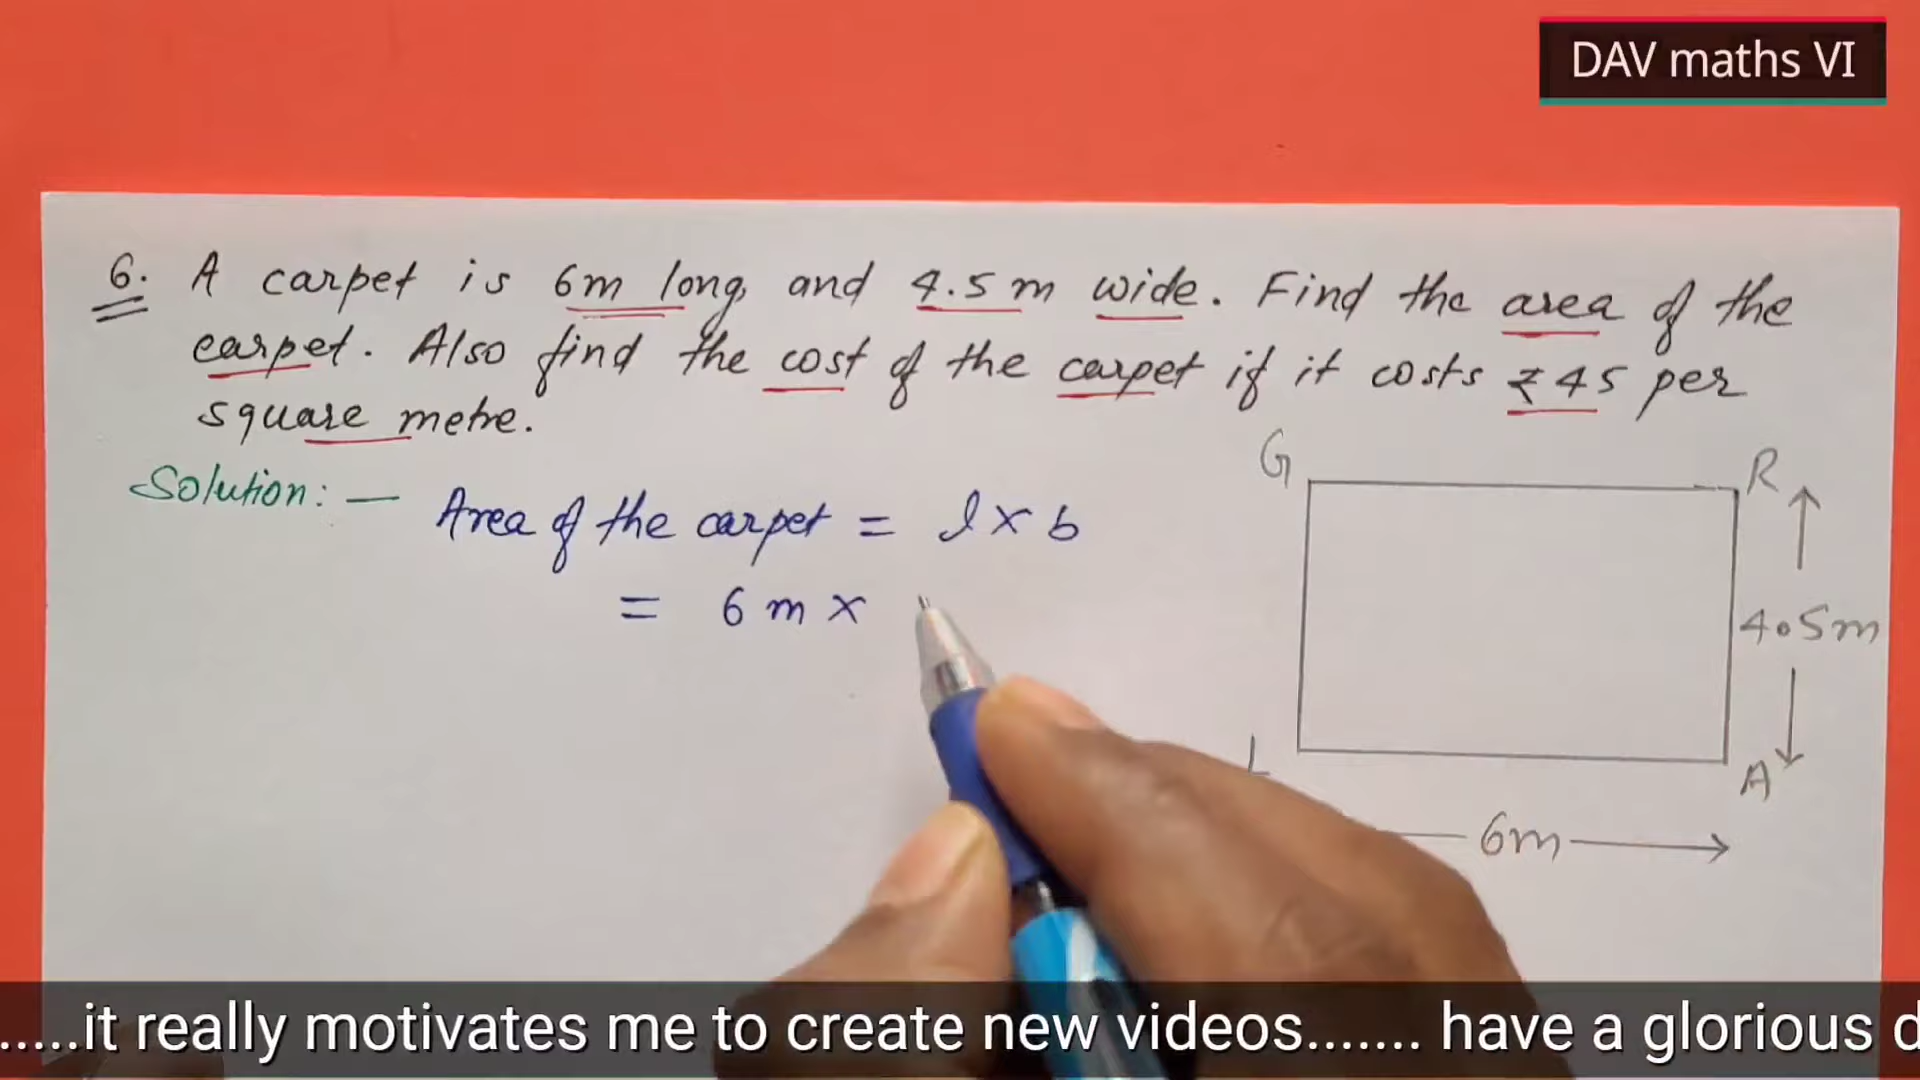 DAV maths VI
6. A carpet is 6m long, and 4.5 m wide. Find the area of the
carpet. Also find the cost of the carpet if it costs ₹ 45 per
square metre.
Solution: — Area of the carpet = l × b
= 6 m ×
G R
4.5m
L A
6m
.....it really motivates me to create new videos....... have a glorious d